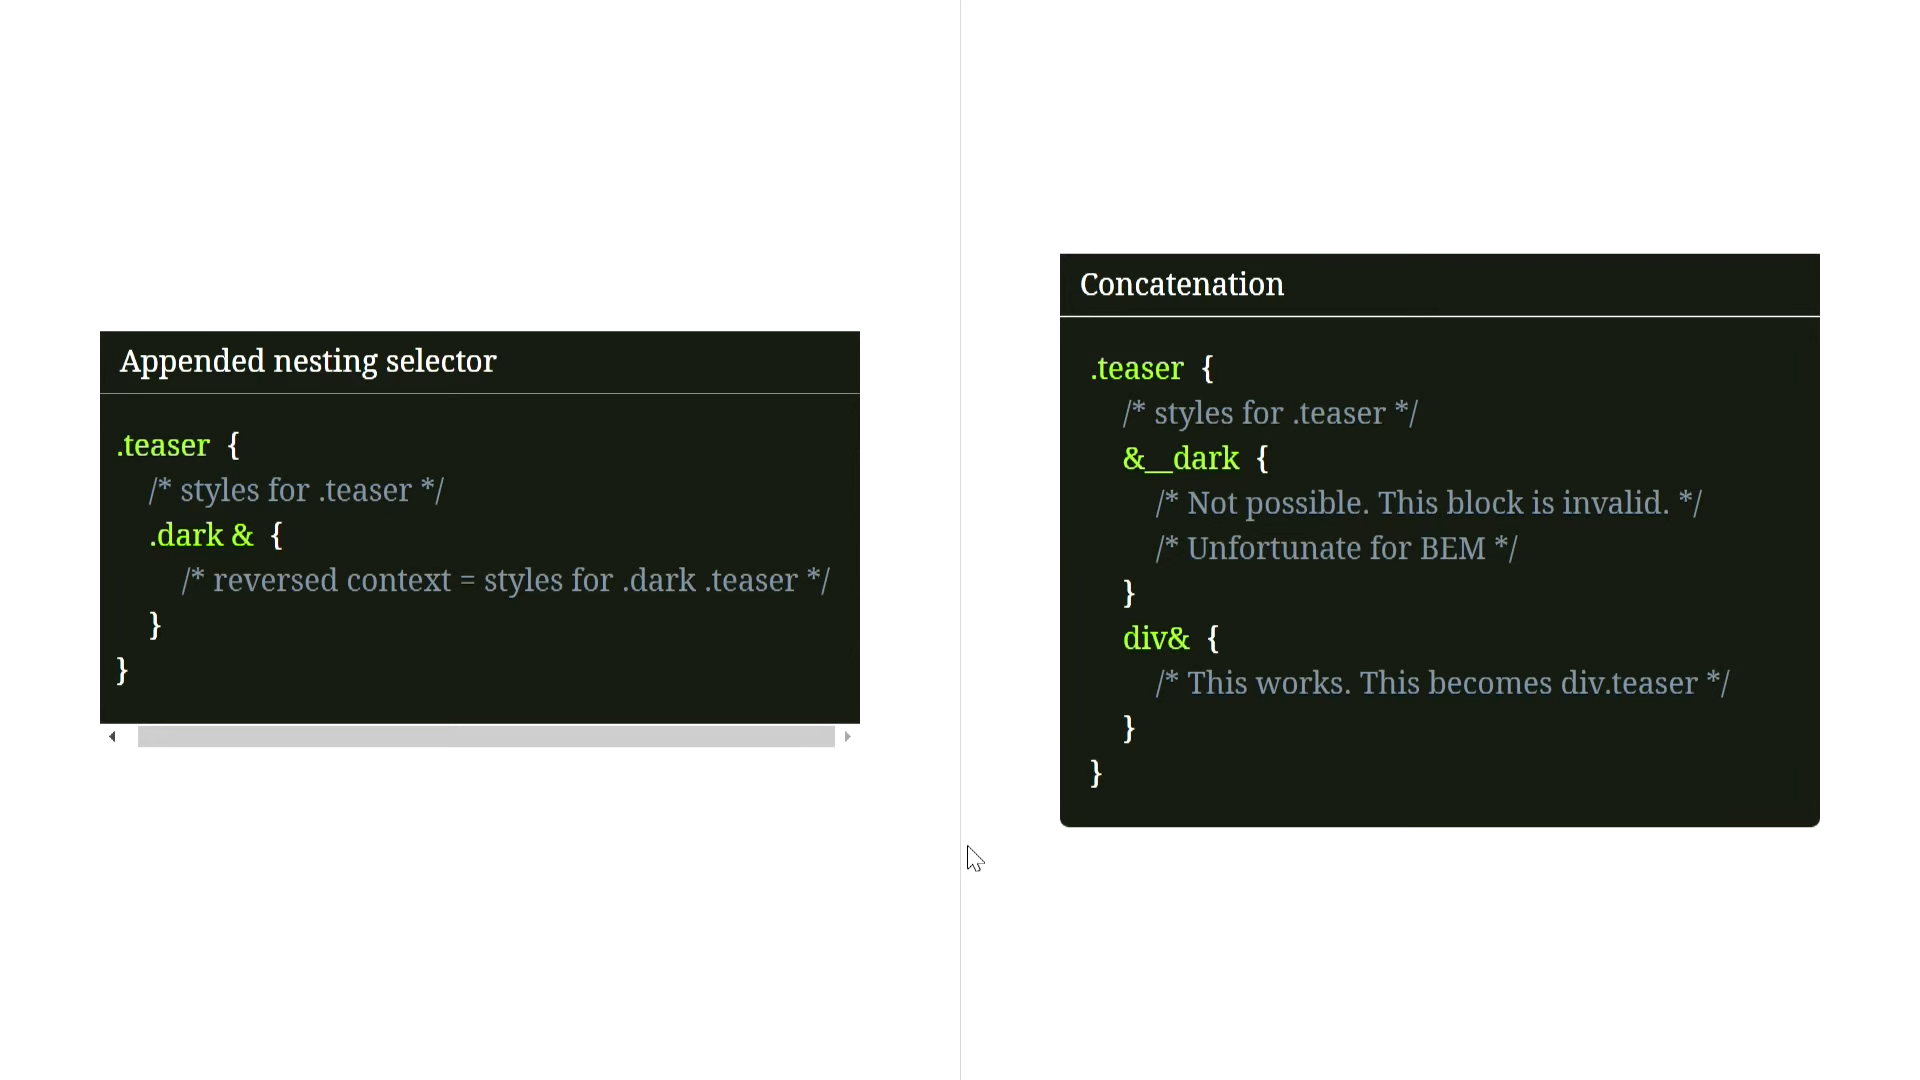 Appended nesting selector
.teaser {
/* styles for .teaser */
.dark & {
/* reversed context = styles for .dark .teaser */
}
}
Concatenation
.teaser {
/* styles for .teaser */
&__dark {
/* Not possible. This block is invalid. */
/* Unfortunate for BEM */
}
div& {
/* This works. This becomes div.teaser */
}
}